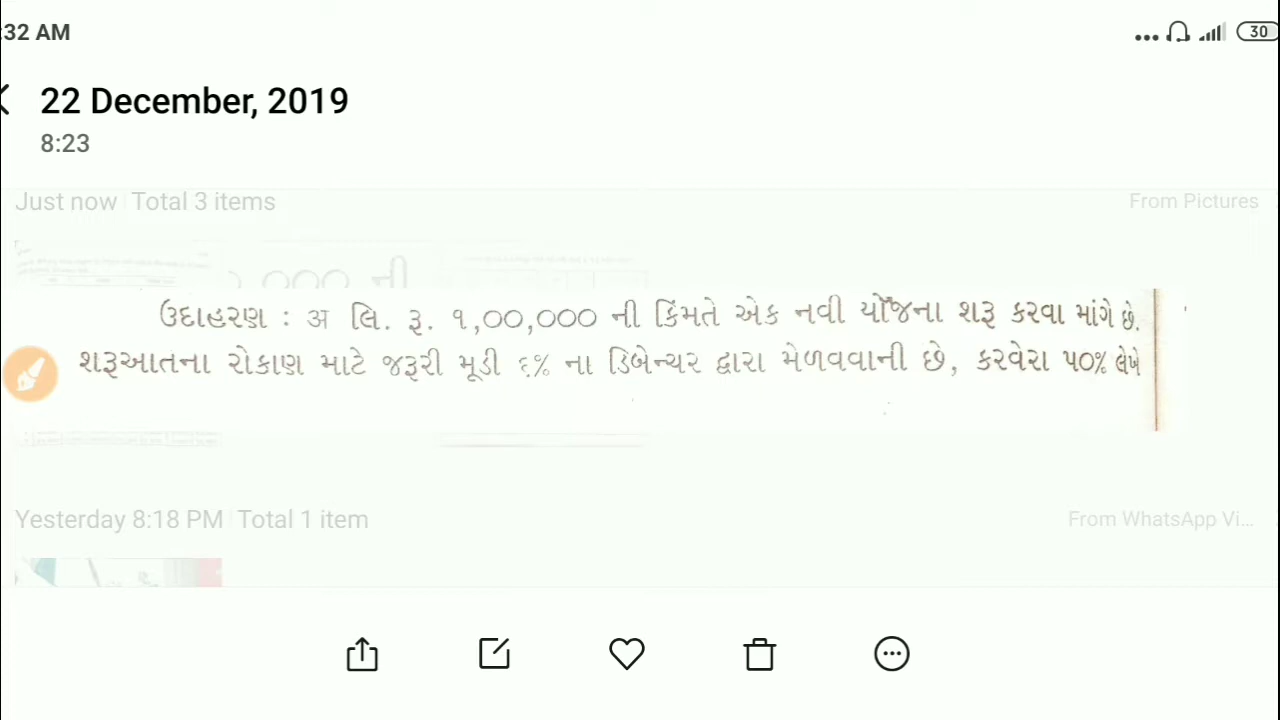 :32 AM
30
22 December, 2019
8:23
Just now Total 3 items
From Pictures
૦૦૦ ની
ઉદાહરણ : अ લિ. રૂ. ૧,૦૦,૦૦૦ ની કિંમતે એક નવી યોજના શરૂ કરવા માંગે છે.
શરૂઆતના રોકાણ માટે જરૂરી મૂડી ૬% ના ડિબેન્ચર દ્વારા મેળવવાની છે, કરવેરા ૫૦% લેખે
Yesterday 8:18 PM Total 1 item
From WhatsApp Vi...